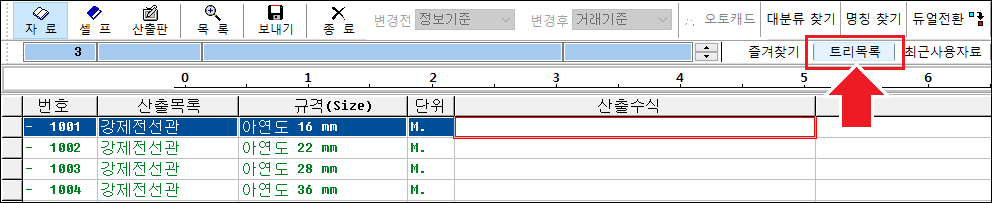 자 료 셀 프 산출판 목 록 보내기 종 료 변경전 정보기준 변경후 거래기준 오토캐드 대분류 찾기 명칭 찾기 듀얼전환
3 즐겨찾기 트리목록 최근사용자료
0 1 2 3 4 5 6
번호 산출목록 규격(Size) 단위 산출수식
- 1001 강제전선관 아연도 16 mm M.
- 1002 강제전선관 아연도 22 mm M.
- 1003 강제전선관 아연도 28 mm M.
- 1004 강제전선관 아연도 36 mm M.